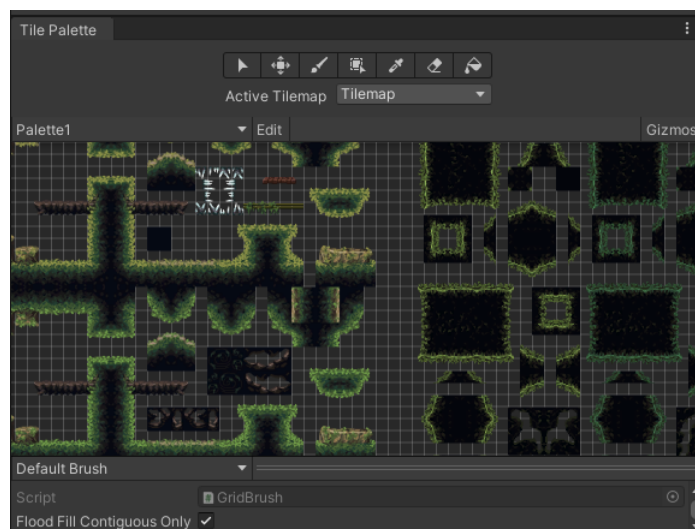 Tile Palette
Active Tilemap Tilemap
Palette1 Edit Gizmos
Default Brush
Script GridBrush
Flood Fill Contiguous Only